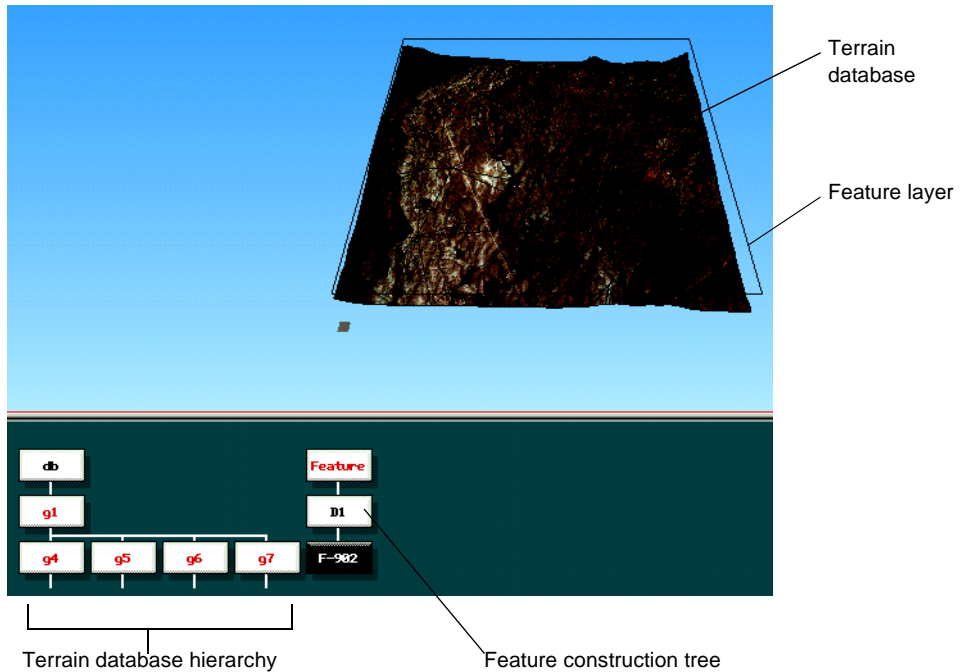 Terrain
database
Feature layer
db
Feature
g1
D1
g4
g5
g6
g7
F-902
Terrain database hierarchy
Feature construction tree